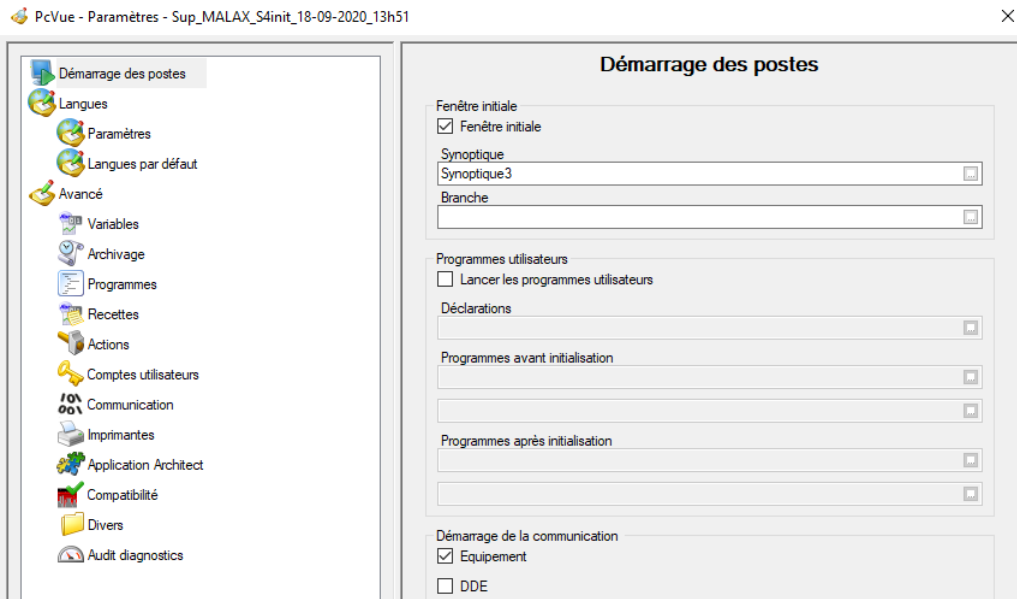 PcVue - Paramètres - Sup_MALAX_S4init_18-09-2020_13h51
Démarrage des postes
Langues
Paramètres
Langues par défaut
Avancé
Variables
Archivage
Programmes
Recettes
Actions
Comptes utilisateurs
Communication
Imprimantes
Application Architect
Compatibilité
Divers
Audit diagnostics
Démarrage des postes
Fenêtre initiale
Fenêtre initiale
Synoptique
Synoptique3
...
Branche
...
Programmes utilisateurs
Lancer les programmes utilisateurs
Déclarations
...
Programmes avant initialisation
...
...
Programmes après initialisation
...
...
Démarrage de la communication
Equipement
DDE